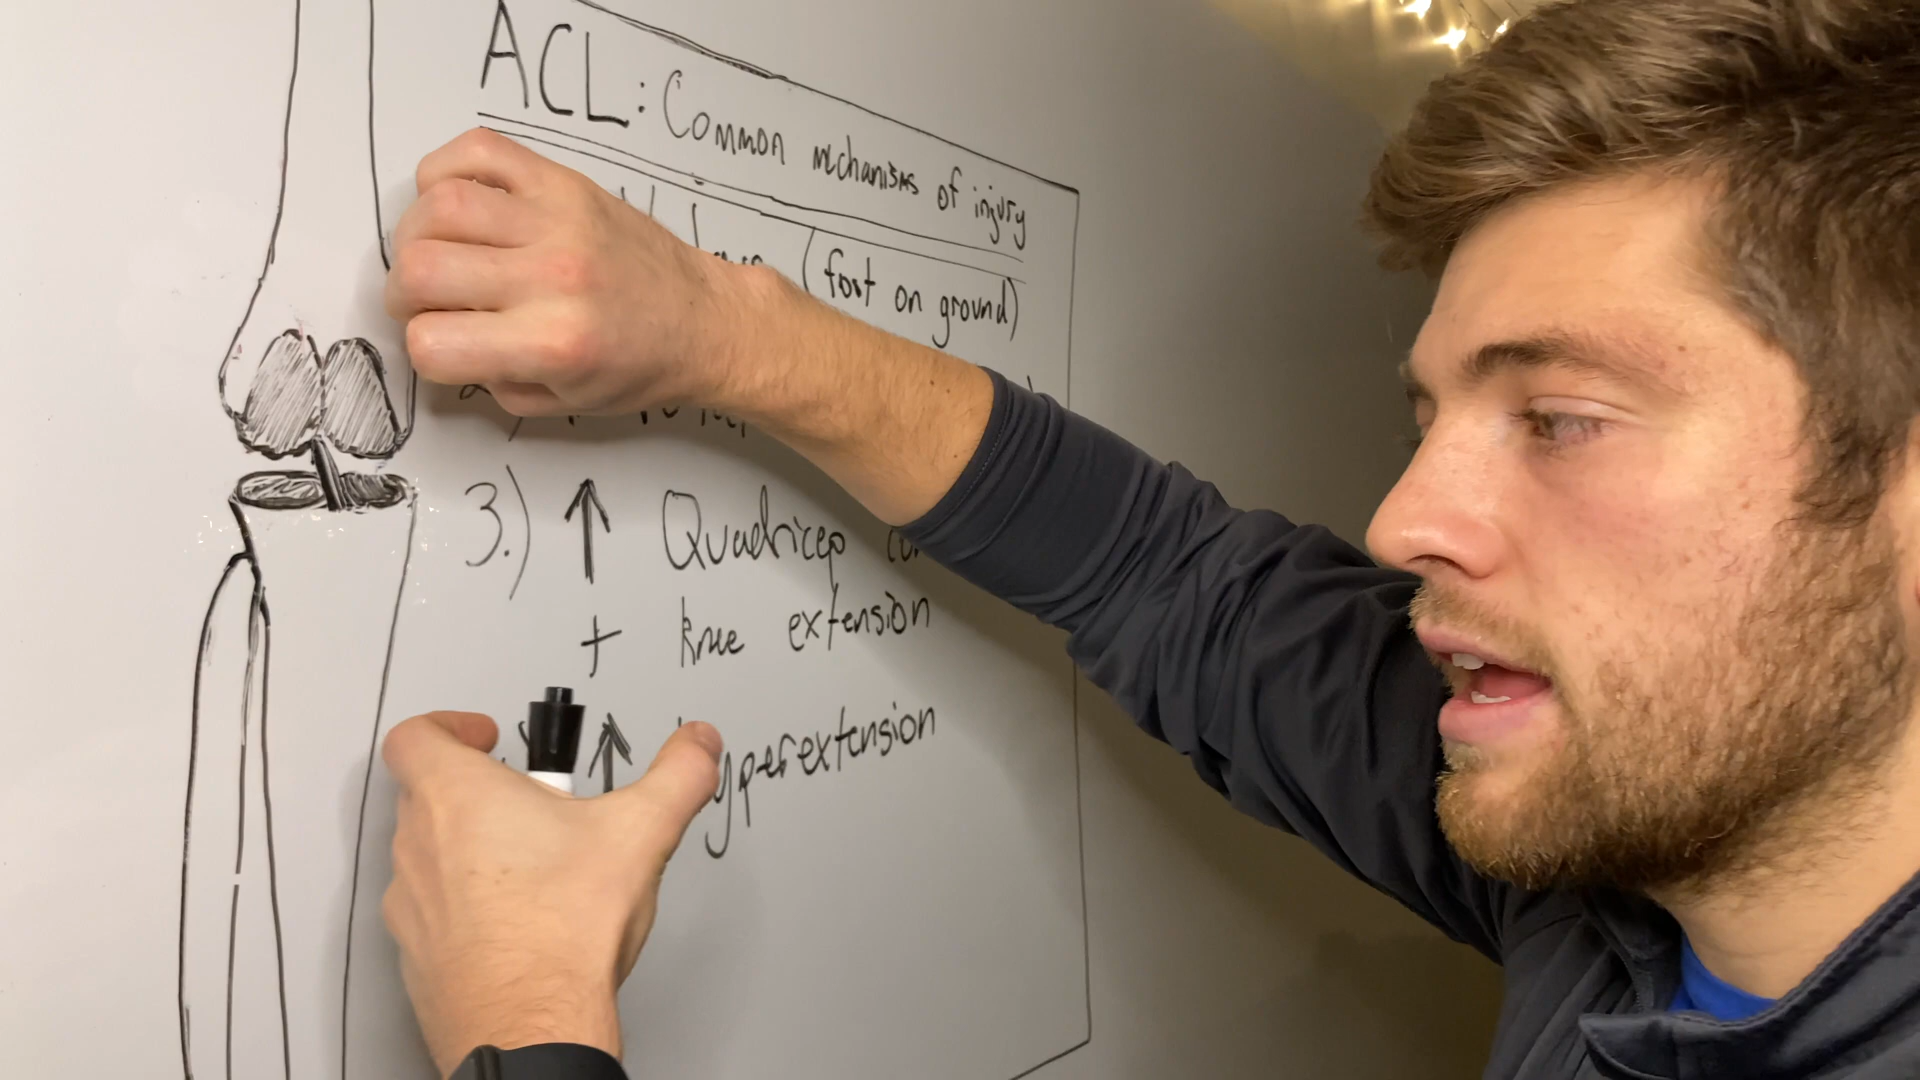 ACL: Common mechanisms of injury
(foot on ground)
3.) ↑ Quadricep
+ knee extension
↑ hyperextension